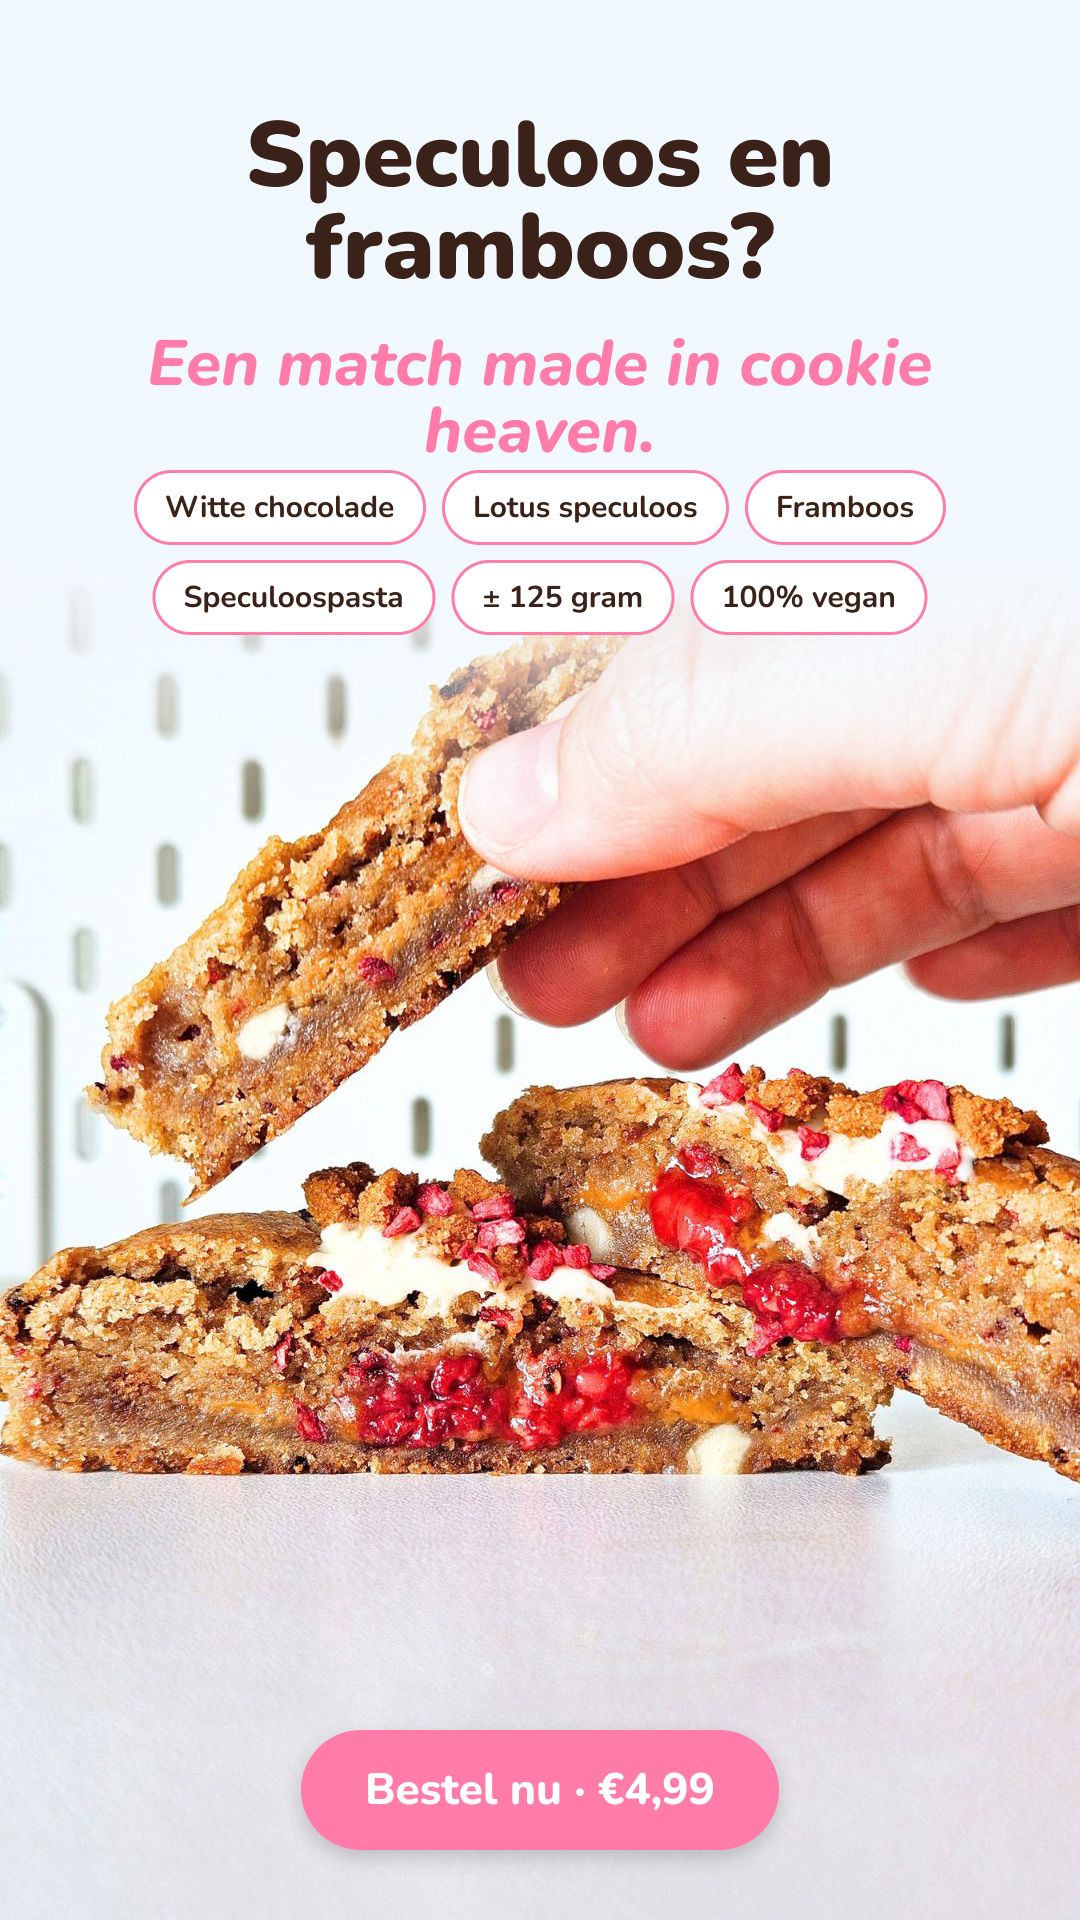 Speculoos en
framboos?
Een match made in cookie
heaven.
Witte chocolade
Lotus speculoos
Framboos
Speculoospasta
± 125 gram
100% vegan
Bestel nu · €4,99